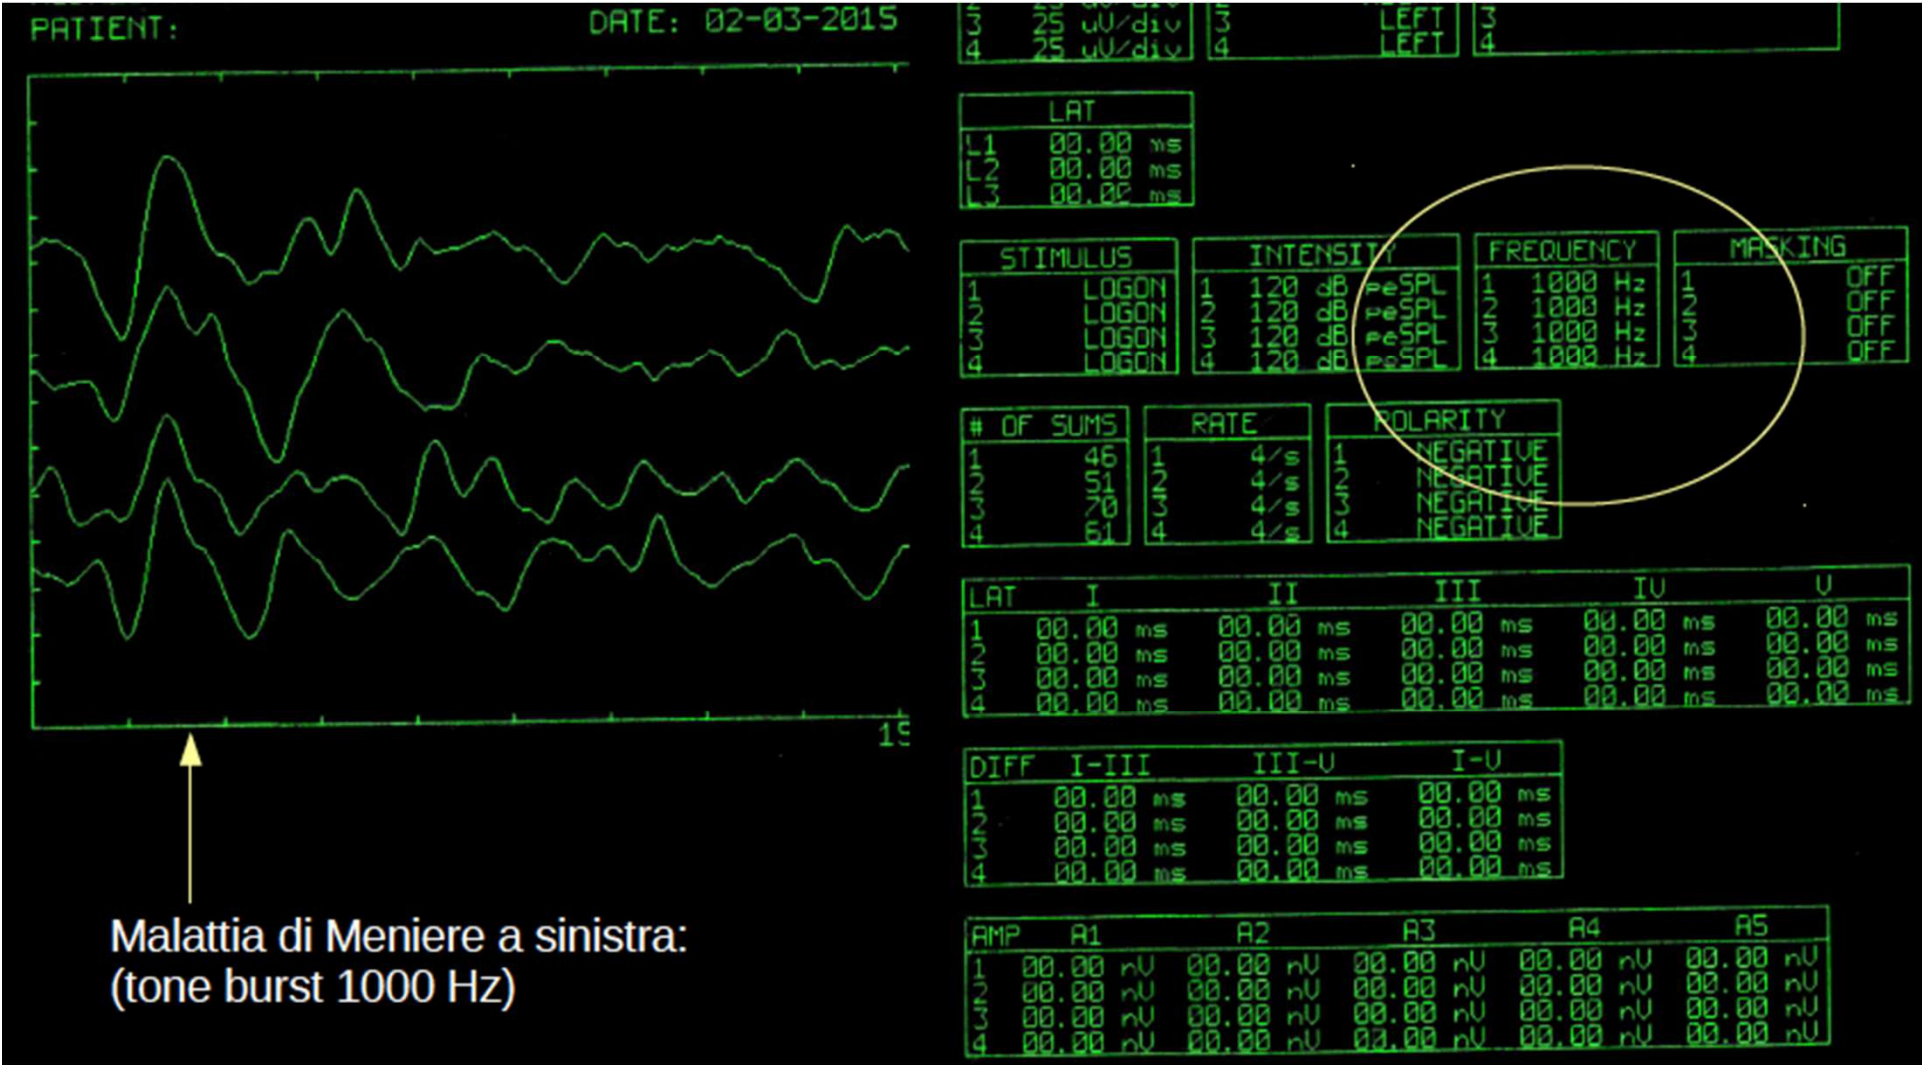 PATIENT:
DATE: 02-03-2015
3 25 uV/div
4 25 uV/div
LEFT
4 LEFT
3
4
LAT
L1 00.00 ms
L2 00.00 ms
L3 00.00 ms
STIMULUS
1 LOGON
2 LOGON
3 LOGON
4 LOGON
INTENSITY
1 120 dB peSPL
2 120 dB peSPL
3 120 dB peSPL
4 120 dB peSPL
FREQUENCY
1 1000 Hz
2 1000 Hz
3 1000 Hz
4 1000 Hz
MASKING
1 OFF
2 OFF
3 OFF
4 OFF
# OF SUMS
1 46
2 51
3 70
4 61
RATE
1 4/s
2 4/s
3 4/s
4 4/s
POLARITY
1 NEGATIVE
2 NEGATIVE
3 NEGATIVE
4 NEGATIVE
LAT I II III IV V
1 00.00 ms 00.00 ms 00.00 ms 00.00 ms 00.00 ms
2 00.00 ms 00.00 ms 00.00 ms 00.00 ms 00.00 ms
3 00.00 ms 00.00 ms 00.00 ms 00.00 ms 00.00 ms
4 00.00 ms 00.00 ms 00.00 ms 00.00 ms 00.00 ms
15
DIFF I-III III-V I-V
1 00.00 ms 00.00 ms 00.00 ms
2 00.00 ms 00.00 ms 00.00 ms
3 00.00 ms 00.00 ms 00.00 ms
4 00.00 ms 00.00 ms 00.00 ms
AMP A1 A2 A3 A4 A5
1 00.00 nV 00.00 nV 00.00 nV 00.00 nV 00.00 nV
2 00.00 nV 00.00 nV 00.00 nV 00.00 nV 00.00 nV
3 00.00 nV 00.00 nV 00.00 nV 00.00 nV 00.00 nV
4 00.00 nV 00.00 nV 00.00 nV 00.00 nV 00.00 nV
Malattia di Meniere a sinistra:
(tone burst 1000 Hz)